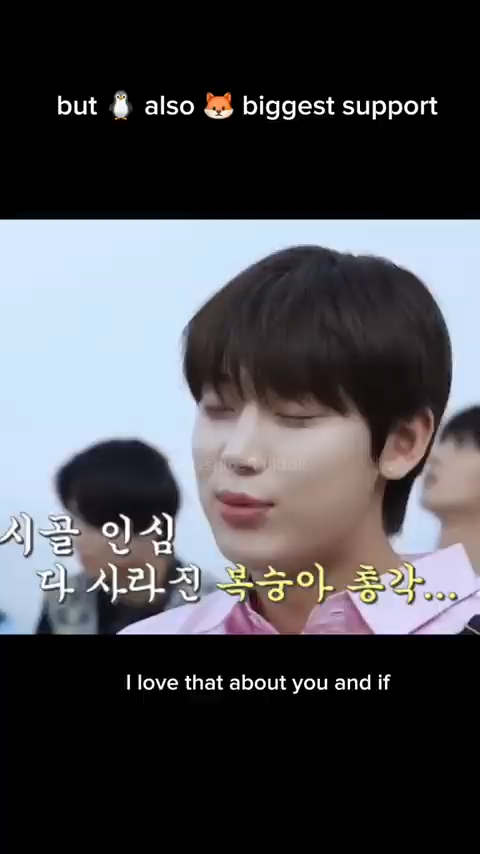 but 🐧 also 🦊 biggest support
시골 인심
다 사라진 복숭아 총각...
I love that about you and if